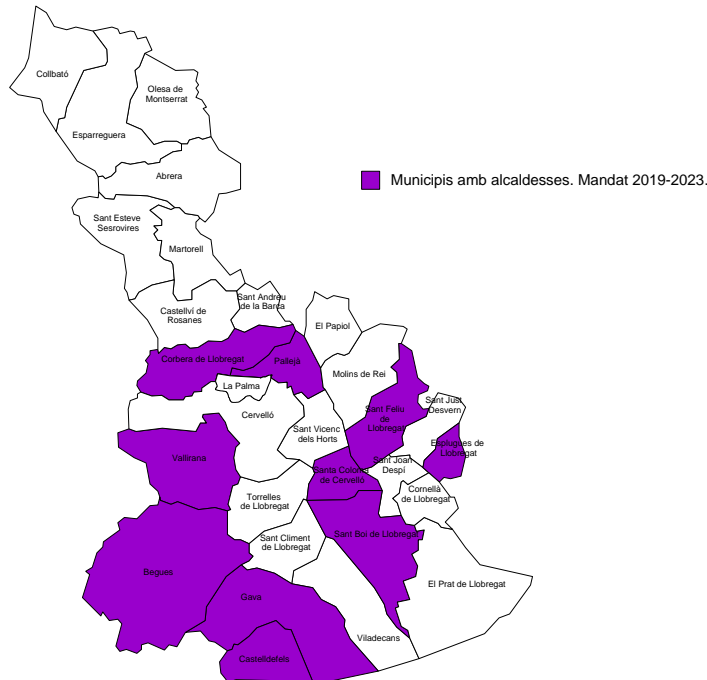 Collbató
Olesa de
Montserrat
Esparreguera
Abrera
Municipis amb alcaldesses. Mandat 2019-2023.
Sant Esteve
Sesrovires
Martorell
Sant Andreu
de la Barca
Castellví de
Rosanes
El Papiol
Corbera de Llobregat
Pallejà
Molins de Rei
La Palma
Cervelló
Sant Just
Desvern
Sant Feliu
de
Llobregat
Sant Vicenc
dels Horts
Esplugues de
Llobregat
Vallirana
Sant Joan
Despí
Santa Coloma
de Cervelló
Torrelles
de Llobregat
Cornellà
de Llobregat
Sant Climent
de Llobregat
Sant Boi de Llobregat
Begues
El Prat de Llobregat
Gava
Viladecans
Castelldefels